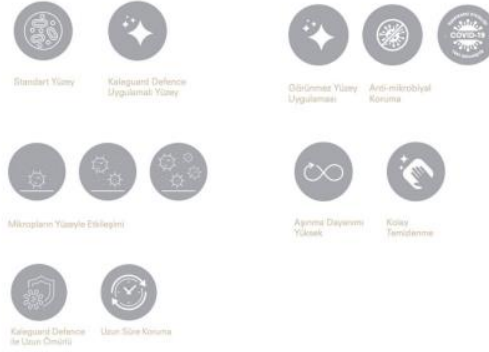 COVID-19
Standart Yüzey
Kaleguard Defence
Uygulamalı Yüzey
Görünmez Yüzey
Uygulaması
Anti-mikrobiyal
Koruma
Mikropların Yüzeyle Etkileşimi
Aşınma Dayanımı
Yüksek
Kolay
Temizlenme
Kaleguard Defence
ile Uzun Ömürlü
Uzun Süre Koruma